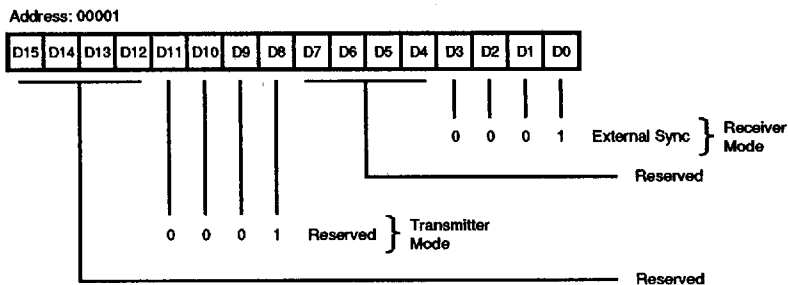 Address: 00001
D15 D14 D13 D12 D11 D10 D9 D8 D7 D6 D5 D4 D3 D2 D1 D0
0 0 0 1 External Sync } Receiver
Mode
Reserved
0 0 0 1 Reserved } Transmitter
Mode
Reserved